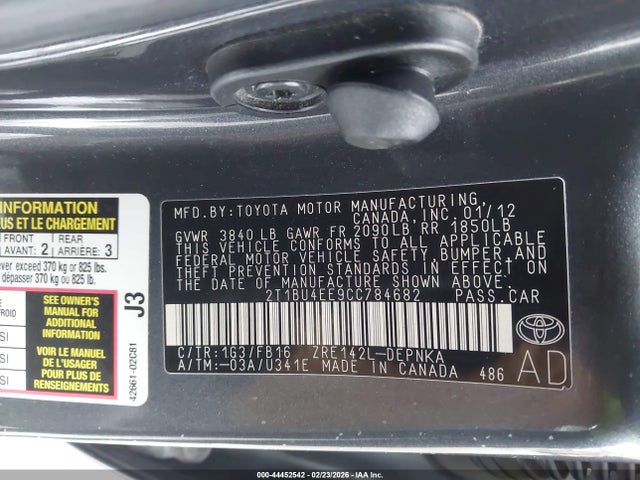 INFORMATION
US ET LE CHARGEMENT
FRONT
AVANT: 2
REAR
ARRIÈRE: 3
ver exceed 370 kg or 825 lbs.
dépasser 370 kg ou 825 lb.
SEE OWNER'S
MANUAL FOR
ADDITIONAL
INFORMATION
VOIR LE MANUEL
DE L'USAGER
POUR PLUS DE
RENSEIGNEMENTS
J3
42661-02C81
MFD.BY:TOYOTA MOTOR MANUFACTURING,
CANADA, INC. 01/12
GVWR 3840 LB GAWR FR 2090LB, RR 1850LB
THIS VEHICLE CONFORMS TO ALL APPLICABLE
FEDERAL MOTOR VEHICLE SAFETY, BUMPER, AND
THEFT PREVENTION STANDARDS IN EFFECT ON
THE DATE OF MANUFACTURE SHOWN ABOVE.
2T1BU4EE9CC784682 PASS.CAR
C/TR:1G3/FB16 ZRE142L-DEPNKA
A/TM:-03A/U341E MADE IN CANADA 486
AD
000-44452542 - 02/23/2026 - IAA, LLC